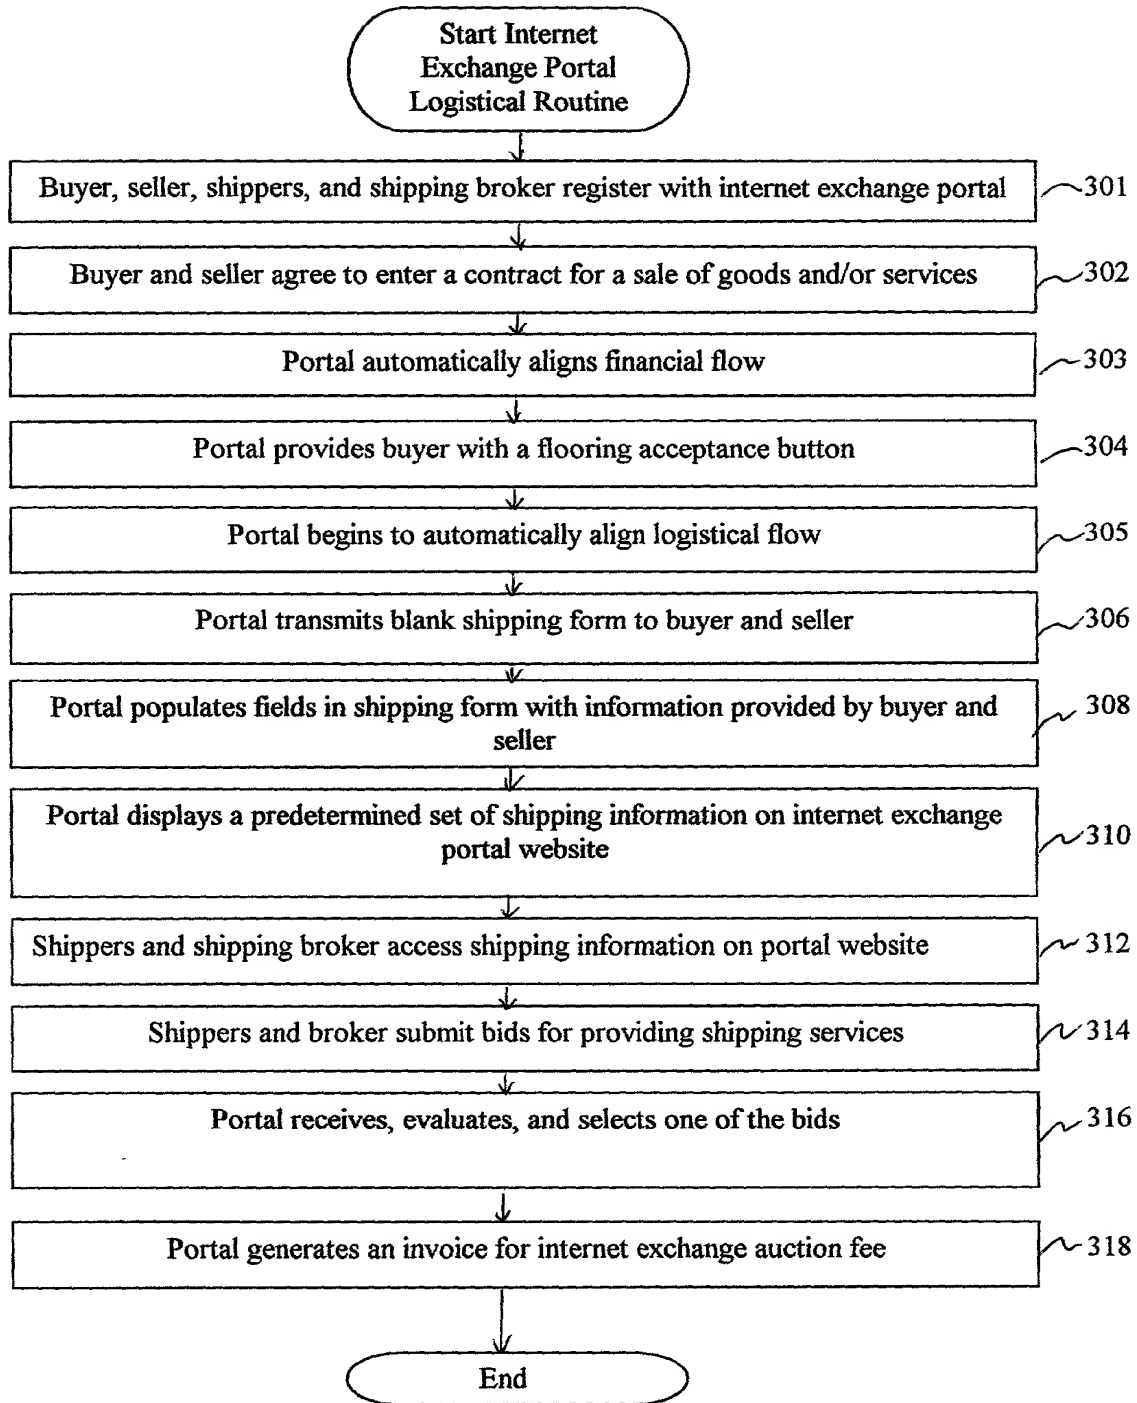 Start Internet
Exchange Portal
Logistical Routine
Buyer, seller, shippers, and shipping broker register with internet exchange portal
301
Buyer and seller agree to enter a contract for a sale of goods and/or services
302
Portal automatically aligns financial flow
303
Portal provides buyer with a flooring acceptance button
304
Portal begins to automatically align logistical flow
305
Portal transmits blank shipping form to buyer and seller
306
Portal populates fields in shipping form with information provided by buyer and
seller
308
Portal displays a predetermined set of shipping information on internet exchange
portal website
310
Shippers and shipping broker access shipping information on portal website
312
Shippers and broker submit bids for providing shipping services
314
Portal receives, evaluates, and selects one of the bids
316
Portal generates an invoice for internet exchange auction fee
318
End